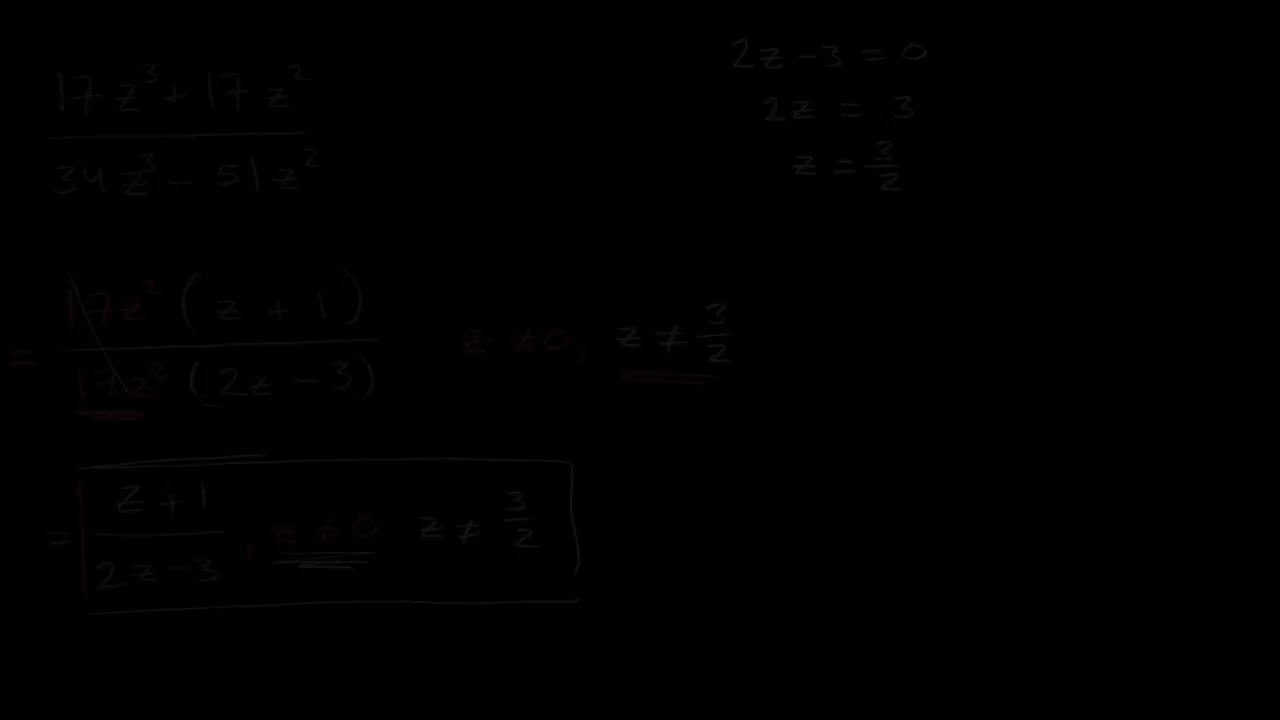 17z³ + 17z²
34z³ - 51z²
= 17z² (z + 1)
17z² (2z - 3)
z ≠ 0, z ≠ 3/2
= z + 1
2z - 3
, z ≠ 0 z ≠ 3/2
2z - 3 = 0
2z = 3
z = 3/2